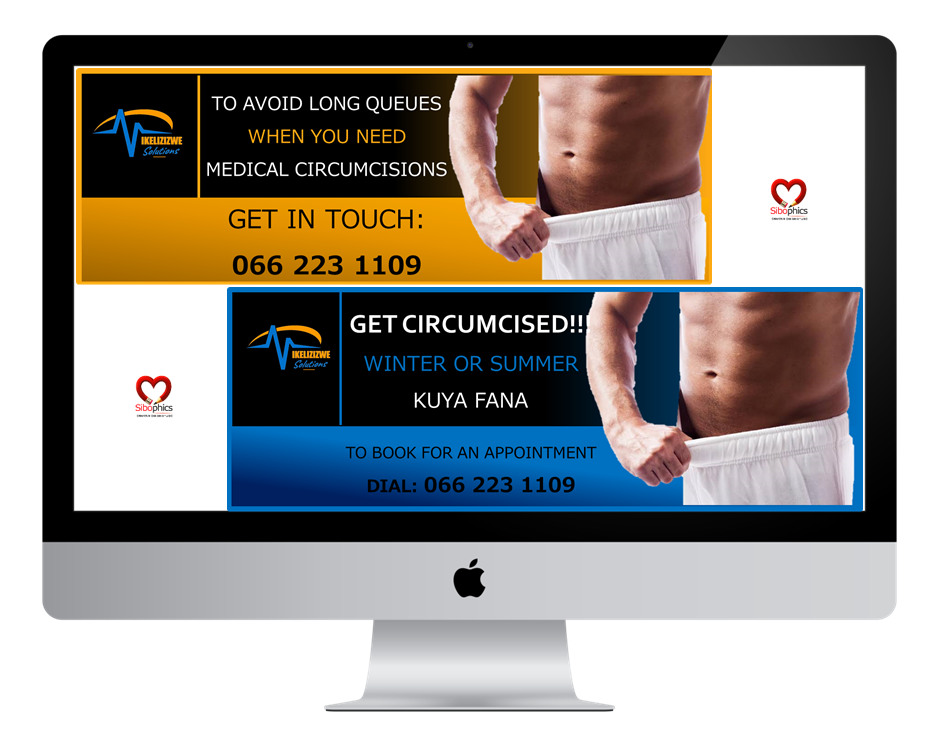 TO AVOID LONG QUEUES
WHEN YOU NEED
MEDICAL CIRCUMCISIONS
IKELIZIZWE
Solutions
GET IN TOUCH:
066 223 1109
Sibophics
GET CIRCUMCISED!!!
WINTER OR SUMMER
KUYA FANA
IKELIZIZWE
Solutions
TO BOOK FOR AN APPOINTMENT
DIAL: 066 223 1109
Sibophics